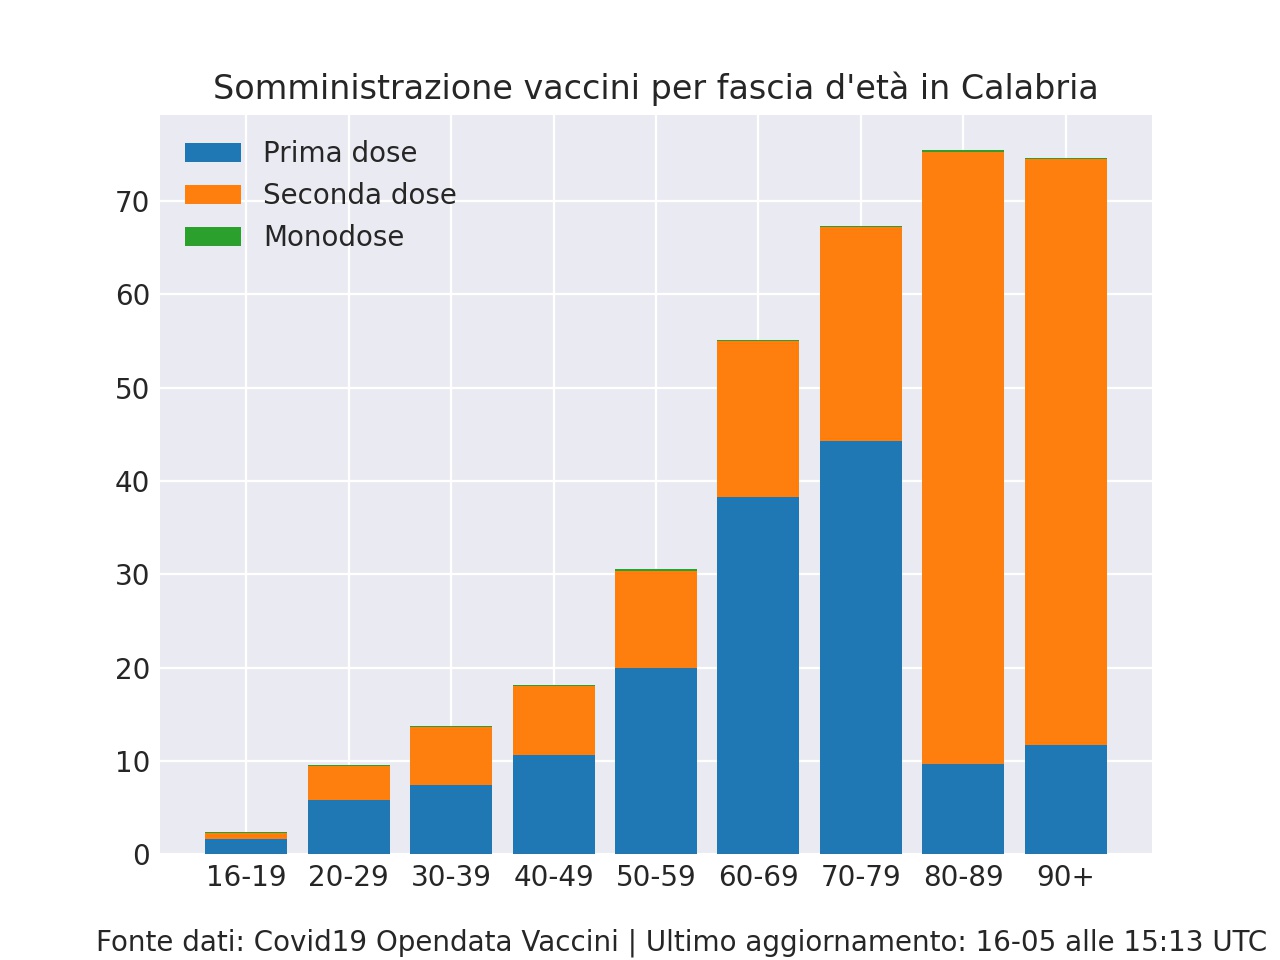 Somministrazione vaccini per fascia d'età in Calabria
Prima dose
Seconda dose
Monodose
70
60
50
40
30
20
10
0
16-19 20-29 30-39 40-49 50-59 60-69 70-79 80-89 90+
Fonte dati: Covid19 Opendata Vaccini | Ultimo aggiornamento: 16-05 alle 15:13 UTC